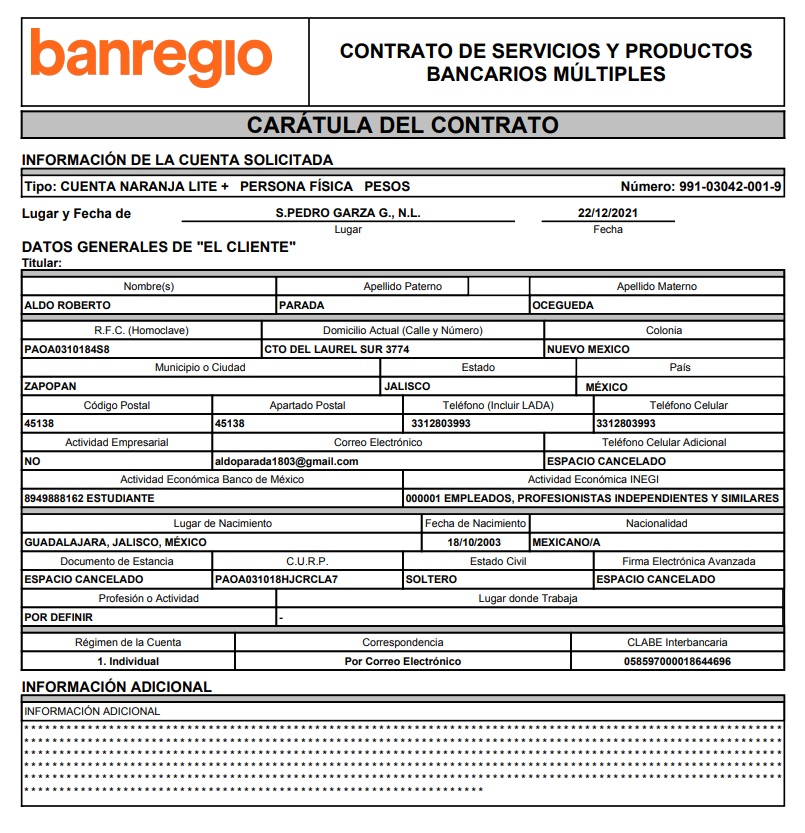 banregio
CONTRATO DE SERVICIOS Y PRODUCTOS
BANCARIOS MÚLTIPLES
CARÁTULA DEL CONTRATO
INFORMACIÓN DE LA CUENTA SOLICITADA
Tipo: CUENTA NARANJA LITE + PERSONA FÍSICA PESOS Número: 991-03042-001-9
Lugar y Fecha de S.PEDRO GARZA G., N.L. 22/12/2021
Lugar Fecha
DATOS GENERALES DE "EL CLIENTE"
Titular:
Nombre(s) Apellido Paterno Apellido Materno
ALDO ROBERTO PARADA OCEGUEDA
R.F.C. (Homoclave) Domicilio Actual (Calle y Número) Colonia
PAOA0310184S8 CTO DEL LAUREL SUR 3774 NUEVO MEXICO
Municipio o Ciudad Estado País
ZAPOPAN JALISCO MÉXICO
Código Postal Apartado Postal Teléfono (Incluir LADA) Teléfono Celular
45138 45138 3312803993 3312803993
Actividad Empresarial Correo Electrónico Teléfono Celular Adicional
NO aldoparada1803@gmail.com ESPACIO CANCELADO
Actividad Económica Banco de México Actividad Económica INEGI
8949888162 ESTUDIANTE 000001 EMPLEADOS, PROFESIONISTAS INDEPENDIENTES Y SIMILARES
Lugar de Nacimiento Fecha de Nacimiento Nacionalidad
GUADALAJARA, JALISCO, MÉXICO 18/10/2003 MEXICANO/A
Documento de Estancia C.U.R.P. Estado Civil Firma Electrónica Avanzada
ESPACIO CANCELADO PAOA031018HJCRCLA7 SOLTERO ESPACIO CANCELADO
Profesión o Actividad Lugar donde Trabaja
POR DEFINIR -
Régimen de la Cuenta Correspondencia CLABE Interbancaria
1. Individual Por Correo Electrónico 058597000018644696
INFORMACIÓN ADICIONAL
INFORMACIÓN ADICIONAL